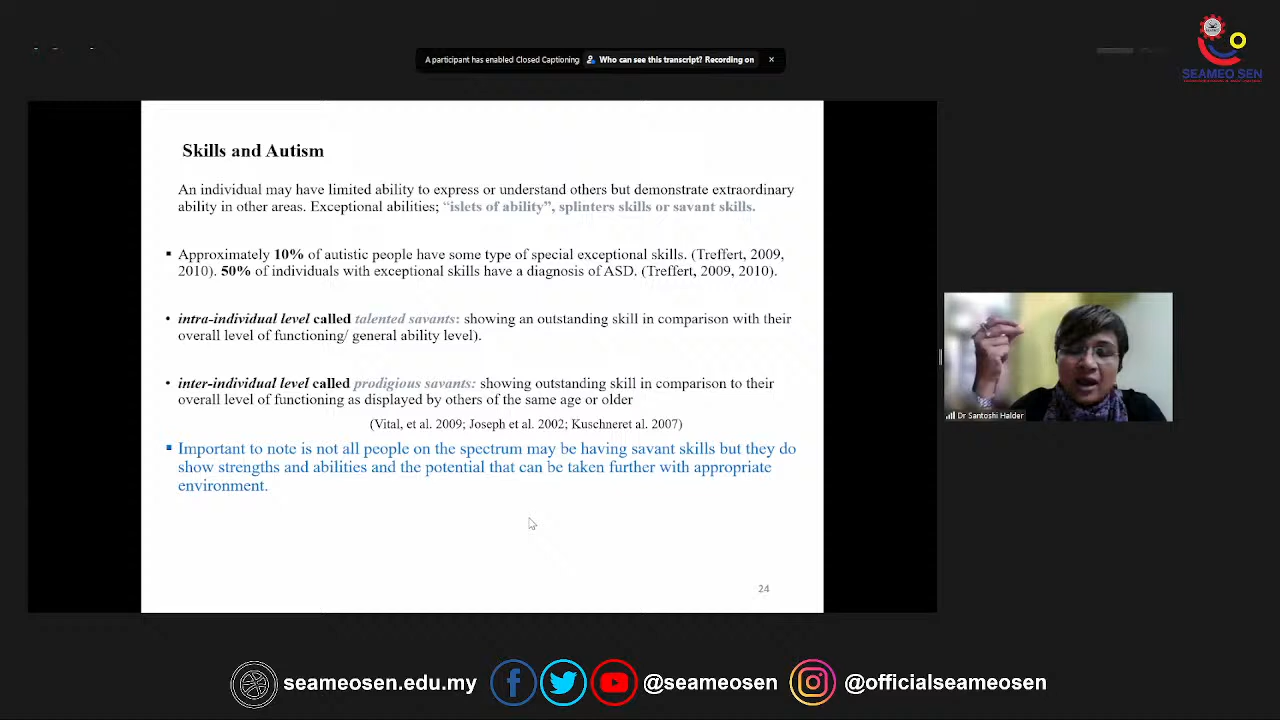 A participant has enabled Closed Captioning Who can see this transcript? Recording on ×
SEAMEO SEN
Skills and Autism
An individual may have limited ability to express or understand others but demonstrate extraordinary
ability in other areas. Exceptional abilities; “islets of ability”, splinters skills or savant skills.
▪ Approximately 10% of autistic people have some type of special exceptional skills. (Treffert, 2009,
2010). 50% of individuals with exceptional skills have a diagnosis of ASD. (Treffert, 2009, 2010).
• intra-individual level called talented savants: showing an outstanding skill in comparison with their
overall level of functioning/ general ability level).
• inter-individual level called prodigious savants: showing outstanding skill in comparison to their
overall level of functioning as displayed by others of the same age or older
(Vital, et al. 2009; Joseph et al. 2002; Kuschneret al. 2007)
▪ Important to note is not all people on the spectrum may be having savant skills but they do
show strengths and abilities and the potential that can be taken further with appropriate
environment.
24
Dr Santoshi Halder
seameosen.edu.my @seameosen @officialseameosen